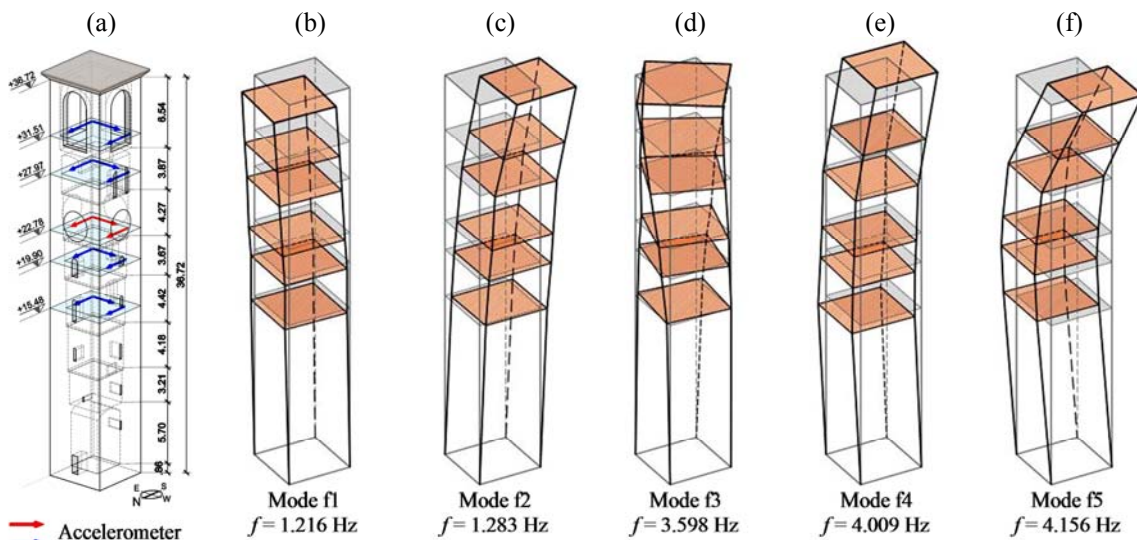 (a) (b) (c) (d) (e) (f)
+36.72
+31.51
+27.97
+22.78
+19.90
+15.48
6.54
3.87
4.27
3.67
4.42
4.18
3.21
5.70
.86
36.72
E S
N W
Accelerometer
Mode f1
f = 1.216 Hz
Mode f2
f = 1.283 Hz
Mode f3
f = 3.598 Hz
Mode f4
f = 4.009 Hz
Mode f5
f = 4.156 Hz